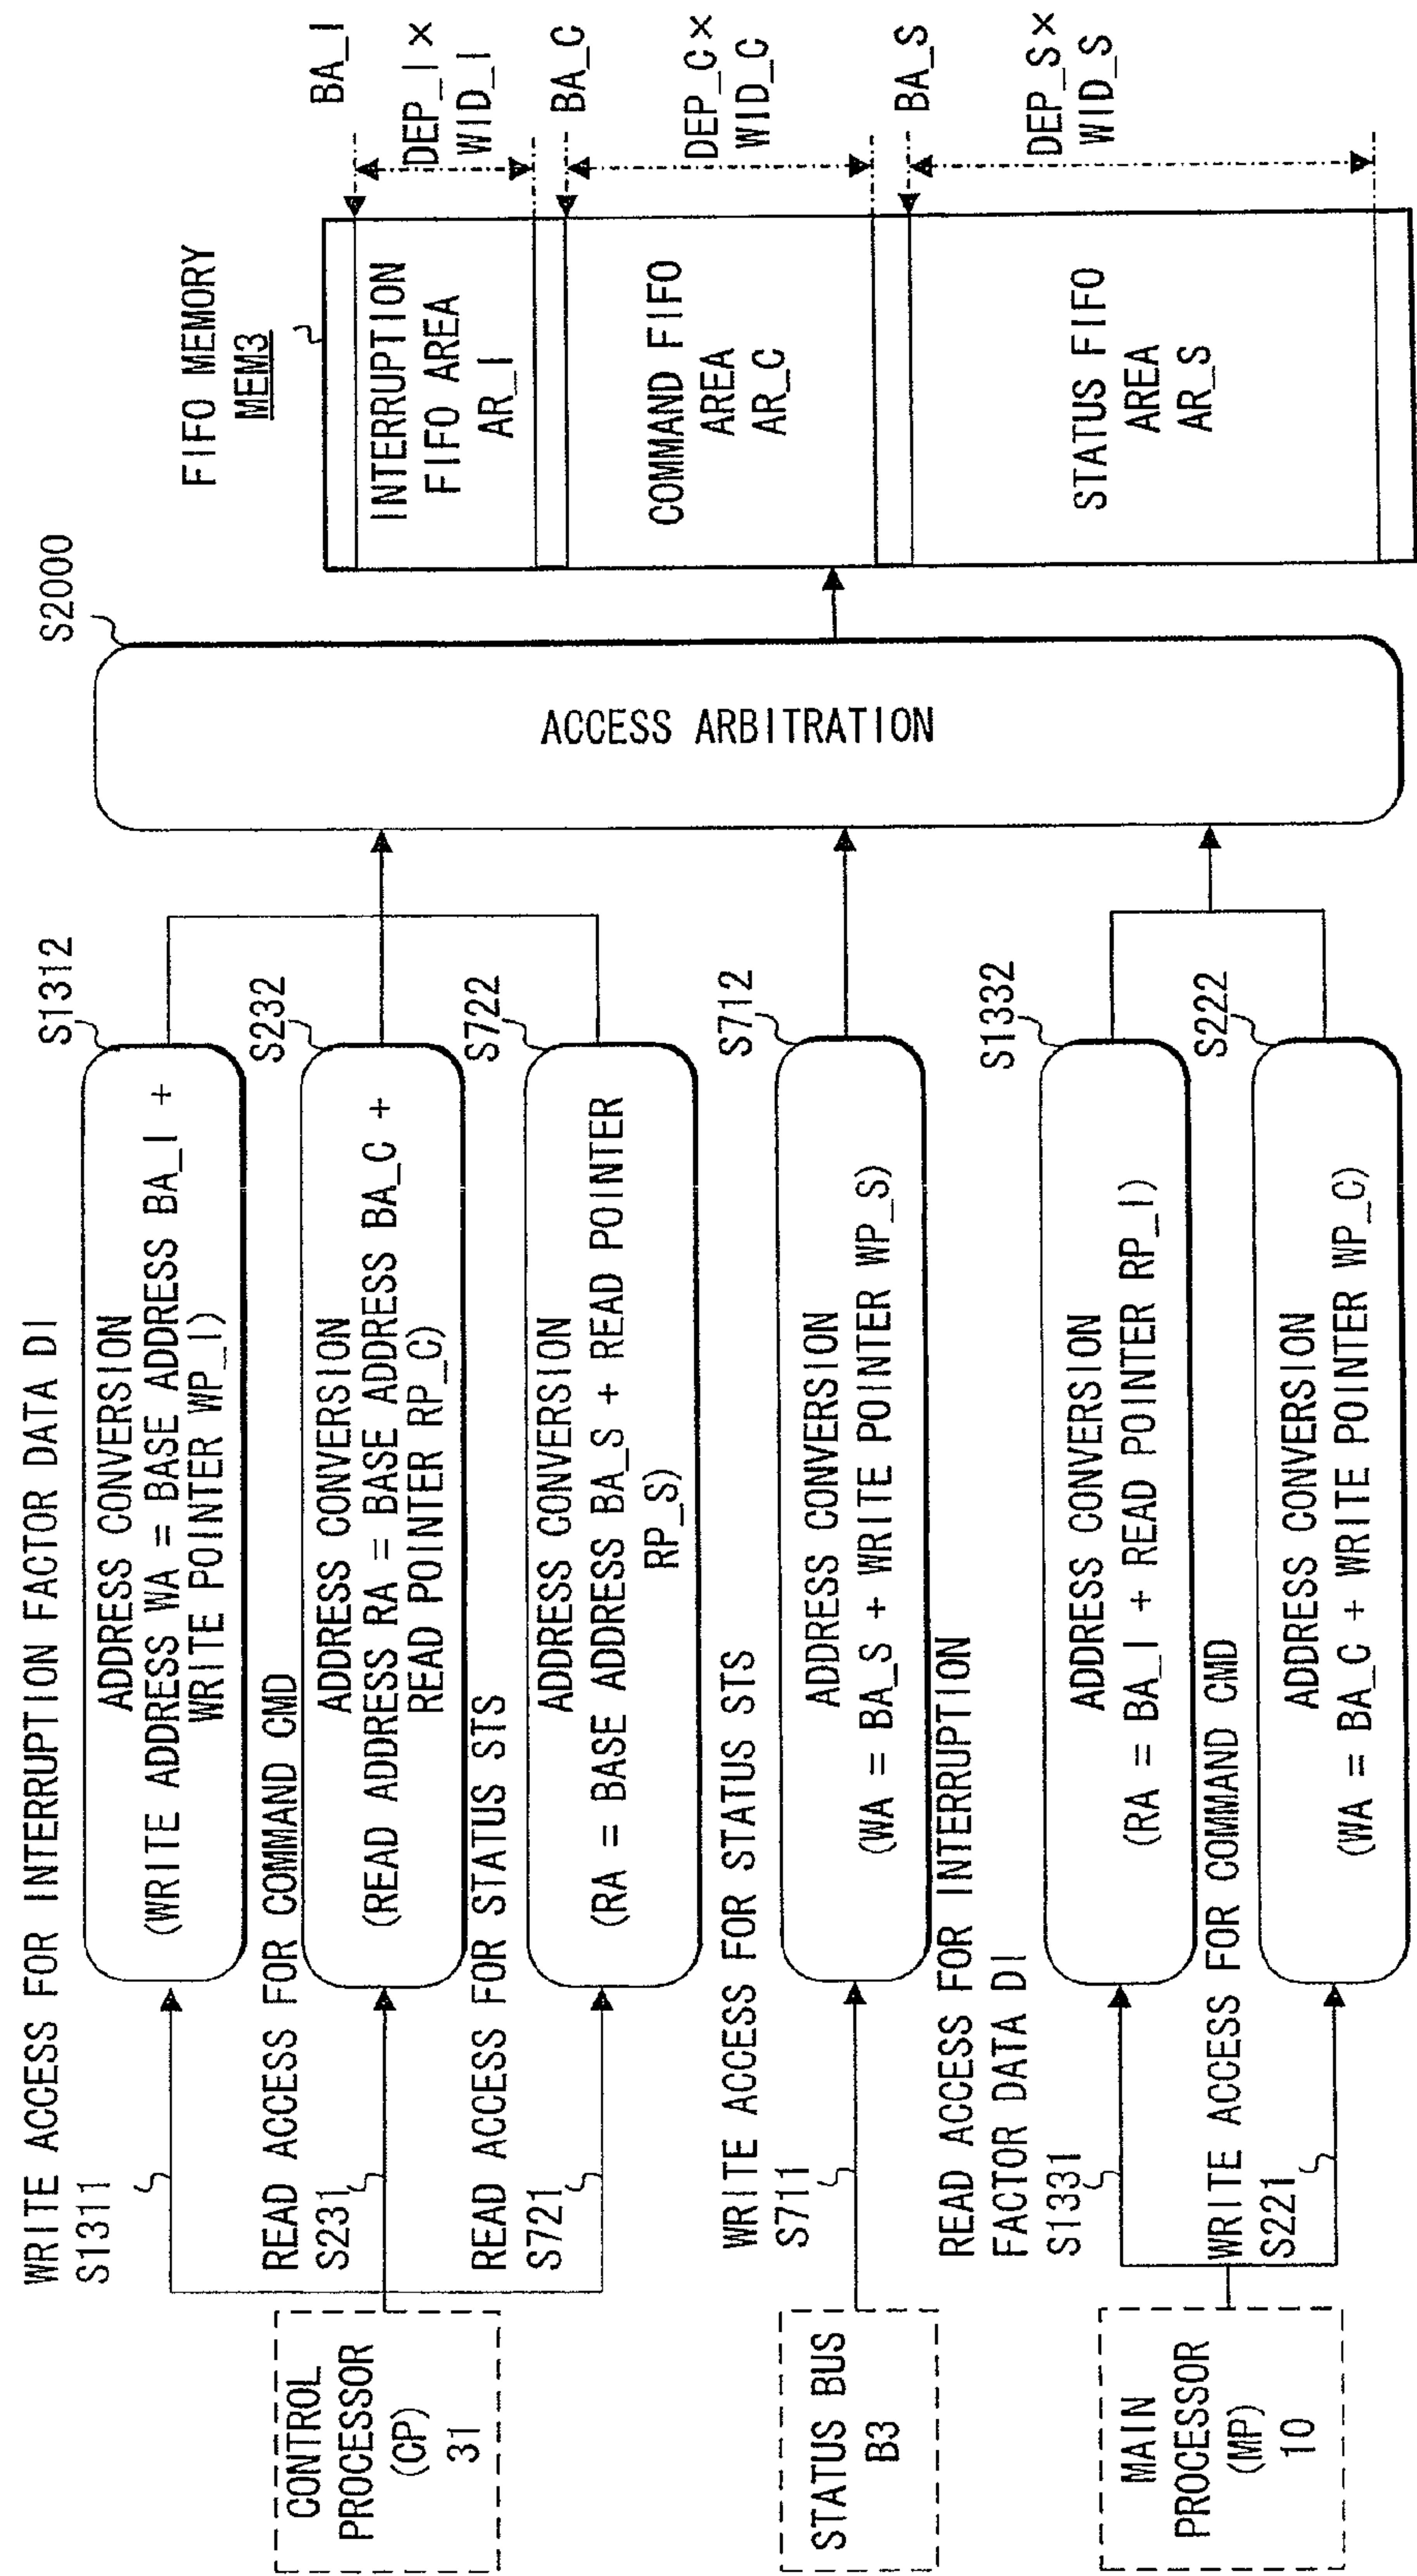 WRITE ACCESS FOR INTERRUPTION FACTOR DATA DI
S1311
ADDRESS CONVERSION
(WRITE ADDRESS WA = BASE ADDRESS BA_I +
WRITE POINTER WP_I)
S1312
READ ACCESS FOR COMMAND CMD
S231
ADDRESS CONVERSION
(READ ADDRESS RA = BASE ADDRESS BA_C +
READ POINTER RP_C)
S232
CONTROL
PROCESSOR
(CP)
31
READ ACCESS FOR STATUS STS
S721
ADDRESS CONVERSION
(RA = BASE ADDRESS BA_S + READ POINTER
RP_S)
S722
STATUS BUS
B3
WRITE ACCESS FOR STATUS STS
S711
ADDRESS CONVERSION
(WA = BA_S + WRITE POINTER WP_S)
S712
MAIN
PROCESSOR
(MP)
10
READ ACCESS FOR INTERRUPTION
FACTOR DATA DI
S1331
ADDRESS CONVERSION
(RA = BA_I + READ POINTER RP_I)
S1332
WRITE ACCESS FOR COMMAND CMD
S221
ADDRESS CONVERSION
(WA = BA_C + WRITE POINTER WP_C)
S222
S2000
ACCESS ARBITRATION
FIFO MEMORY
MEM3
INTERRUPTION
FIFO AREA
AR_I
COMMAND FIFO
AREA
AR_C
STATUS FIFO
AREA
AR_S
BA_I
DEP_I×
WID_I
BA_C
DEP_C×
WID_C
BA_S
DEP_S×
WID_S